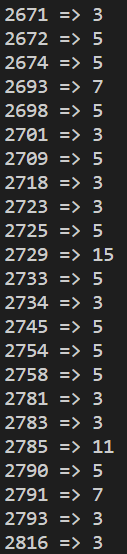 2671 => 3
2672 => 5
2674 => 5
2693 => 7
2698 => 5
2701 => 3
2709 => 5
2718 => 3
2723 => 3
2725 => 5
2729 => 15
2733 => 5
2734 => 3
2745 => 5
2754 => 5
2758 => 5
2781 => 3
2783 => 3
2785 => 11
2790 => 5
2791 => 7
2793 => 3
2816 => 5